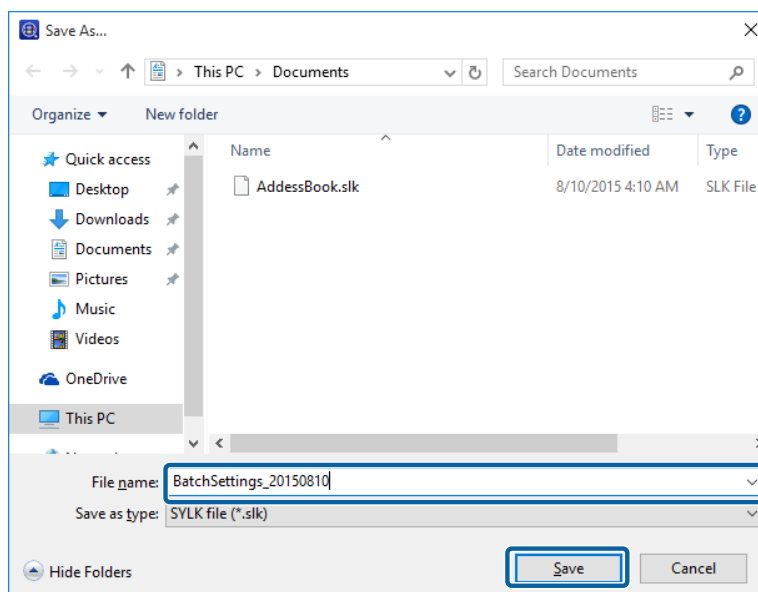 Save As...
This PC > Documents
Search Documents
Organize
New folder
Name
Date modified
Type
Quick access
AddessBook.slk
8/10/2015 4:10 AM
SLK File
Desktop
Downloads
Documents
Pictures
Music
Videos
OneDrive
This PC
File name: BatchSettings_20150810
Save as type: SYLK file (*.slk)
Hide Folders
Save
Cancel